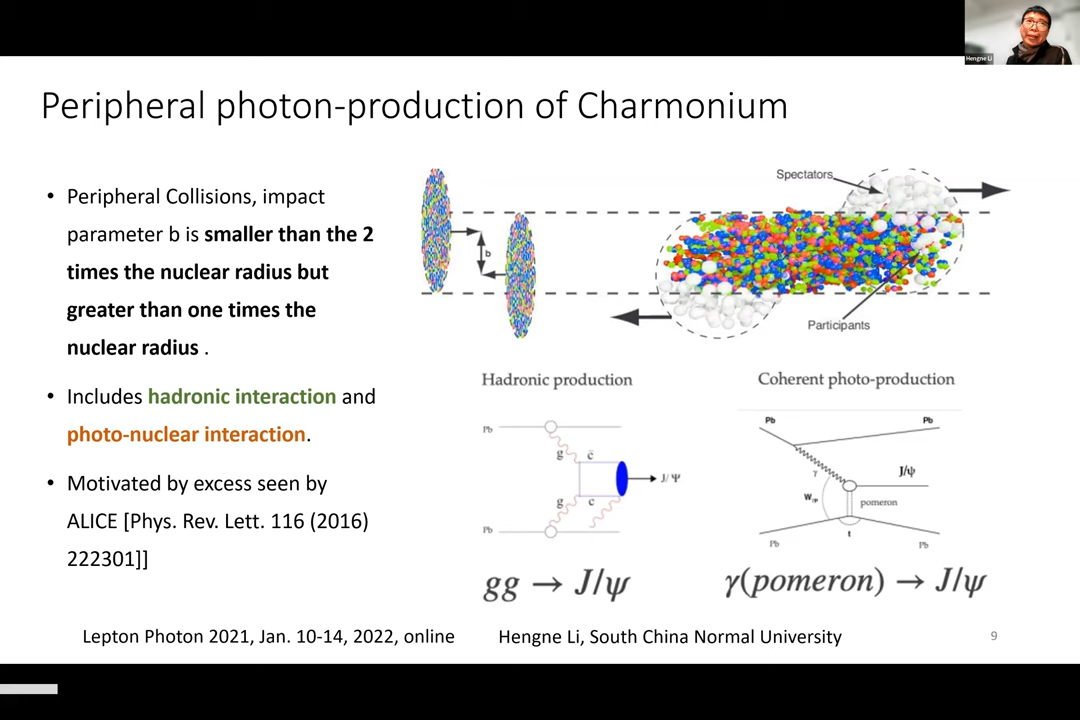 Hengne Li
Peripheral photon-production of Charmonium
• Peripheral Collisions, impact
parameter b is smaller than the 2
times the nuclear radius but
greater than one times the
nuclear radius .
• Includes hadronic interaction and
photo-nuclear interaction.
• Motivated by excess seen by
ALICE [Phys. Rev. Lett. 116 (2016)
222301]]
Spectators
b
Participants
Hadronic production
Pb
g
c̄
J/Ψ
g
c
Pb
gg → J/ψ
Coherent photo-production
Pb
Pb
γ
J/ψ
Wγp
pomeron
t
Pb
Pb
γ(pomeron) → J/ψ
Lepton Photon 2021, Jan. 10-14, 2022, online
Hengne Li, South China Normal University
9